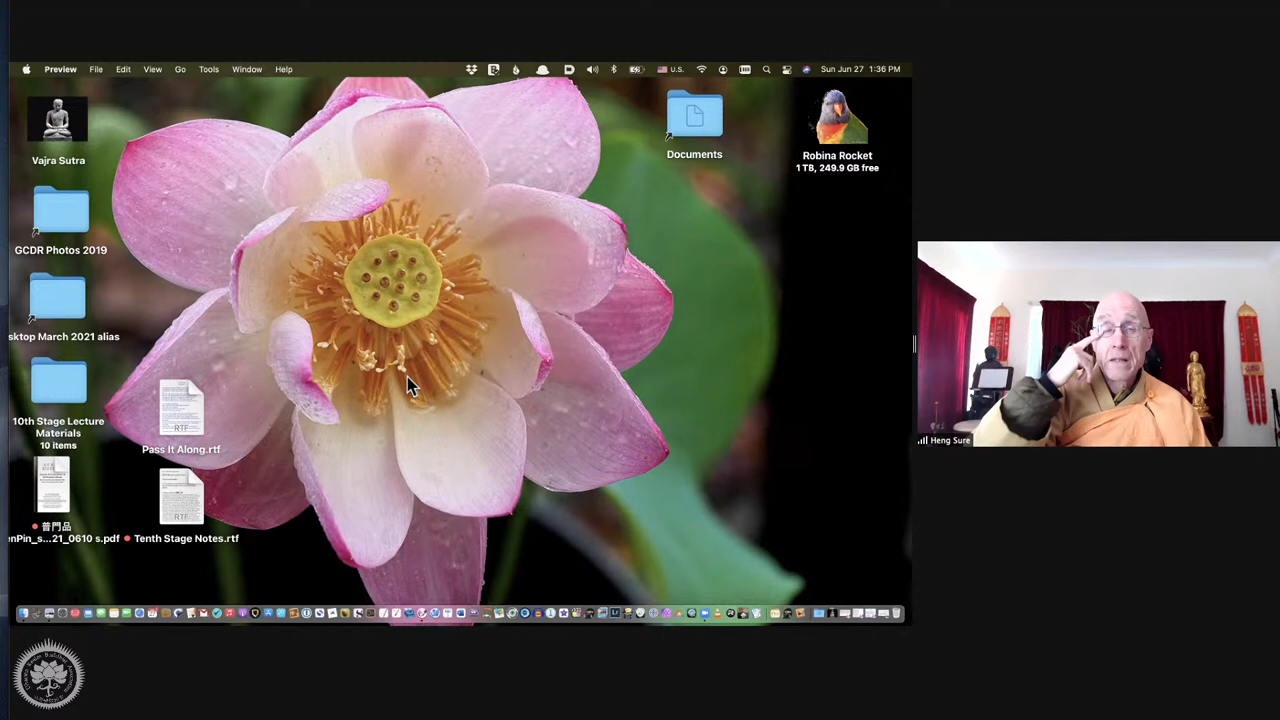 Preview File Edit View Go Tools Window Help
U.S.
Sun Jun 27 1:36 PM
Vajra Sutra
Documents
Robina Rocket
1 TB, 249.9 GB free
GCDR Photos 2019
sktop March 2021 alias
10th Stage Lecture
Materials
10 items
Pass It Along.rtf
RTF
普門品
enPin_s...21_0610 s.pdf
RTF
Tenth Stage Notes.rtf
Heng Sure